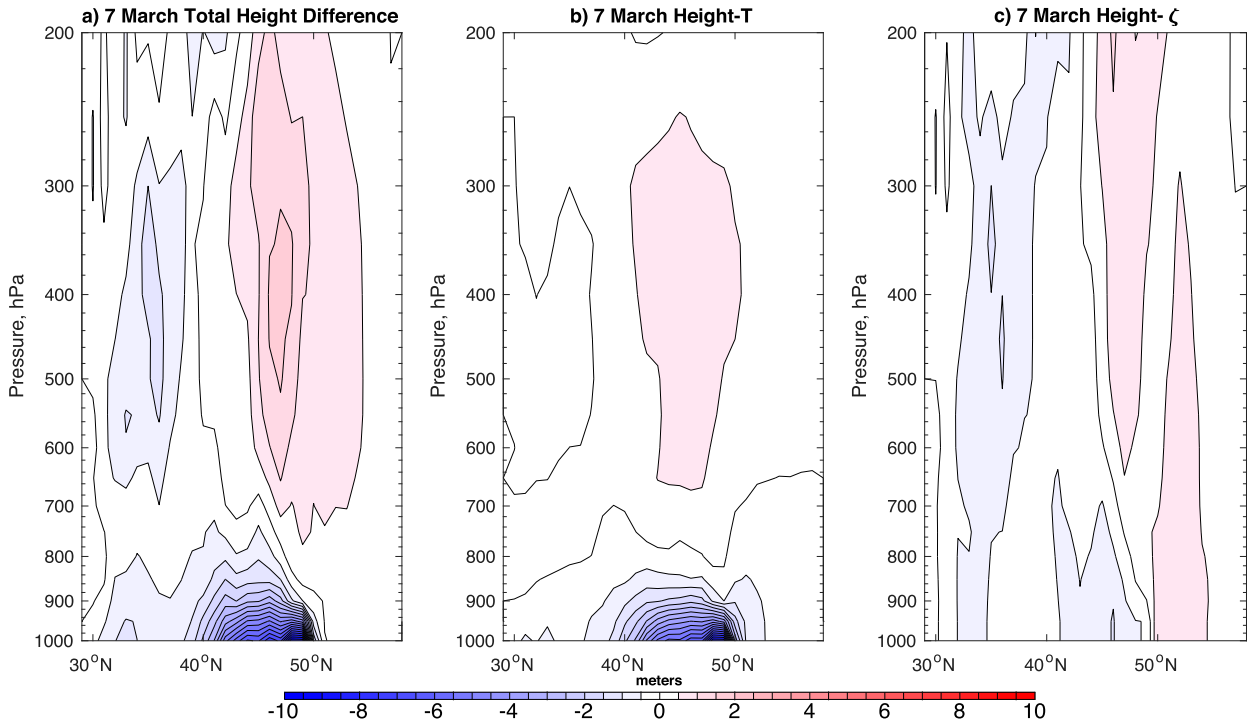 a) 7 March Total Height Difference
b) 7 March Height-T
c) 7 March Height- ζ
200
300
400
500
600
700
800
900
1000
Pressure, hPa
30°N
40°N
50°N
200
300
400
500
600
700
800
900
1000
Pressure, hPa
30°N
40°N
50°N
200
300
400
500
600
700
800
900
1000
Pressure, hPa
30°N
40°N
50°N
meters
-10 -8 -6 -4 -2 0 2 4 6 8 10